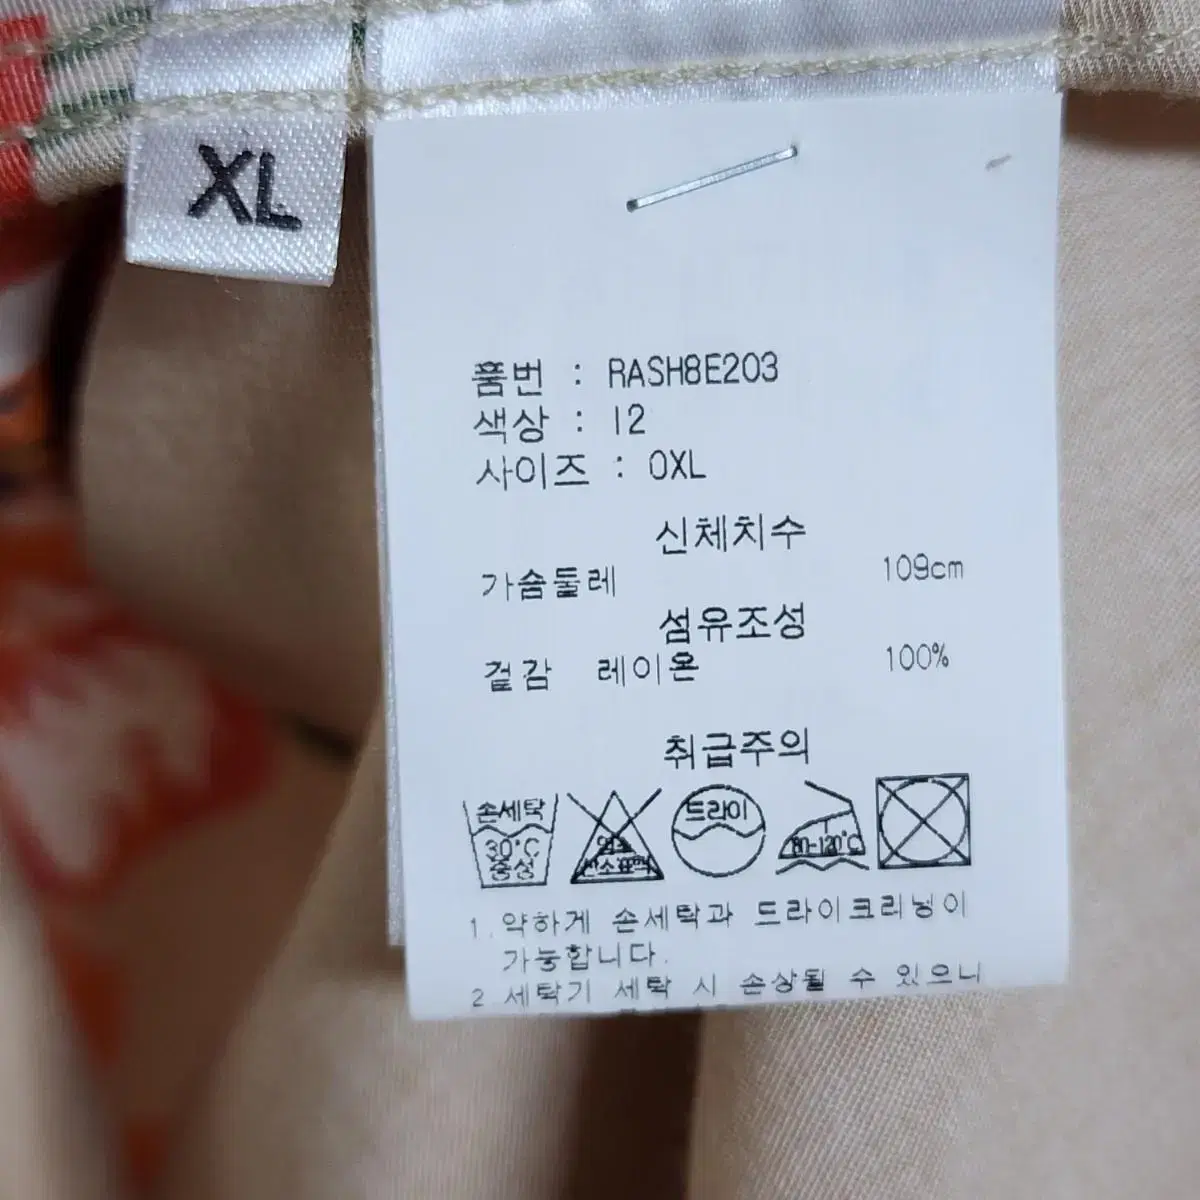 XL
품번 : RASH8E203
색상 : 12
사이즈 : 0XL
신체치수
가슴둘레 109cm
섬유조성
겉감 레이온 100%
취급주의
손세탁
30°C
중성
드라이
80-120°C
1. 약하게 손세탁과 드라이크리닝이
가능합니다.
2 세탁기 세탁 시 손상될 수 있으니